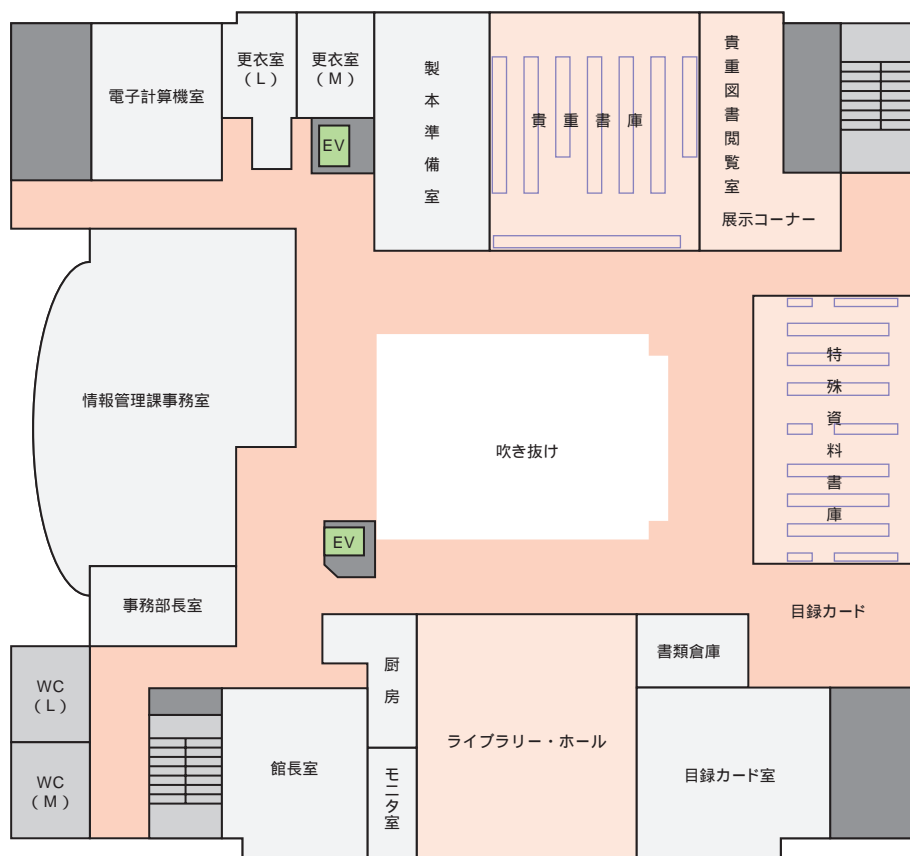 電子計算機室
更衣室
(L)
更衣室
(M)
EV
製本準備室
貴重書庫
貴重図書閲覧室
展示コーナー
特殊資料書庫
情報管理課事務室
吹き抜け
EV
事務部長室
目録カード
WC
(L)
WC
(M)
館長室
厨房
モニタ室
ライブラリー・ホール
書類倉庫
目録カード室